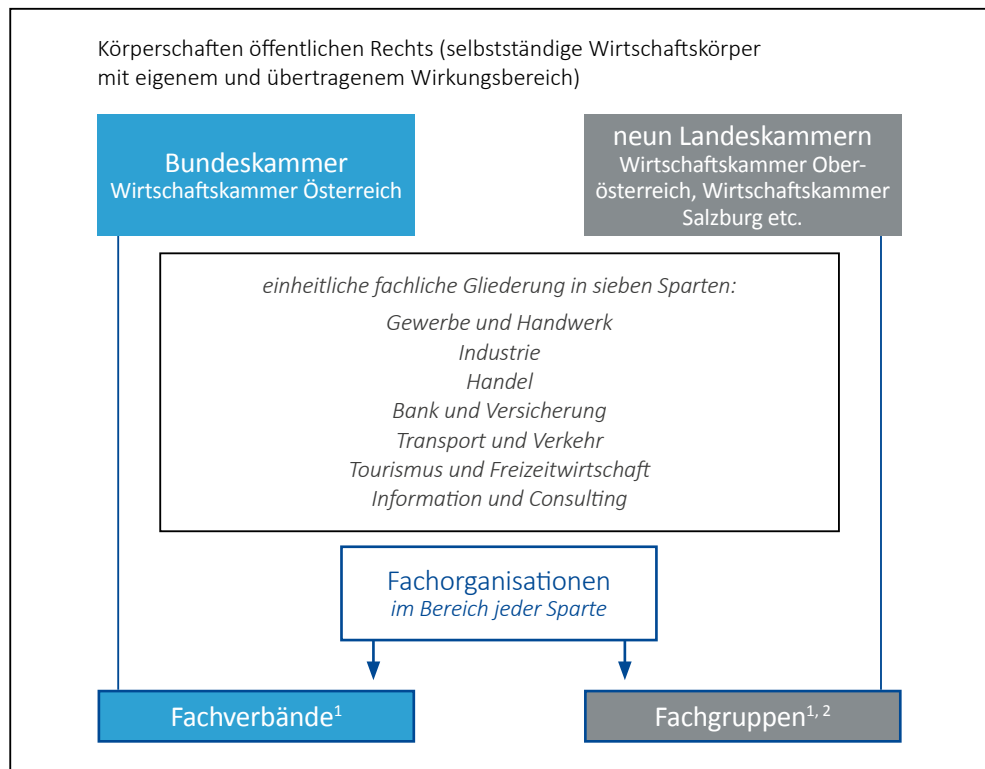 Körperschaften öffentlichen Rechts (selbstständige Wirtschaftskörper
mit eigenem und übertragenem Wirkungsbereich)
Bundeskammer
Wirtschaftskammer Österreich
neun Landeskammern
Wirtschaftskammer Ober-
österreich, Wirtschaftskammer
Salzburg etc.
einheitliche fachliche Gliederung in sieben Sparten:
Gewerbe und Handwerk
Industrie
Handel
Bank und Versicherung
Transport und Verkehr
Tourismus und Freizeitwirtschaft
Information und Consulting
Fachorganisationen
im Bereich jeder Sparte
Fachverbände¹
Fachgruppen¹, ²